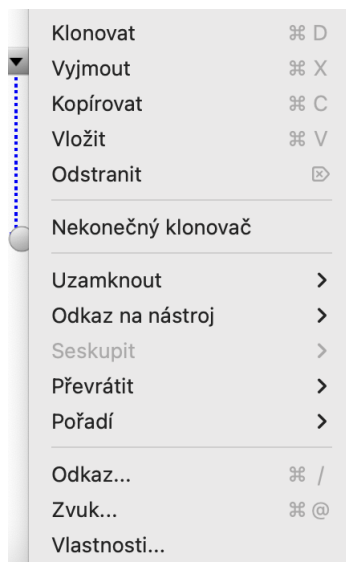 Klonovat ⌘ D
Vyjmout ⌘ X
Kopírovat ⌘ C
Vložit ⌘ V
Odstranit ⌦
Nekonečný klonovač
Uzamknout
Odkaz na nástroj
Seskupit
Převrátit
Pořadí
Odkaz... ⌘ /
Zvuk... ⌘ @
Vlastnosti...